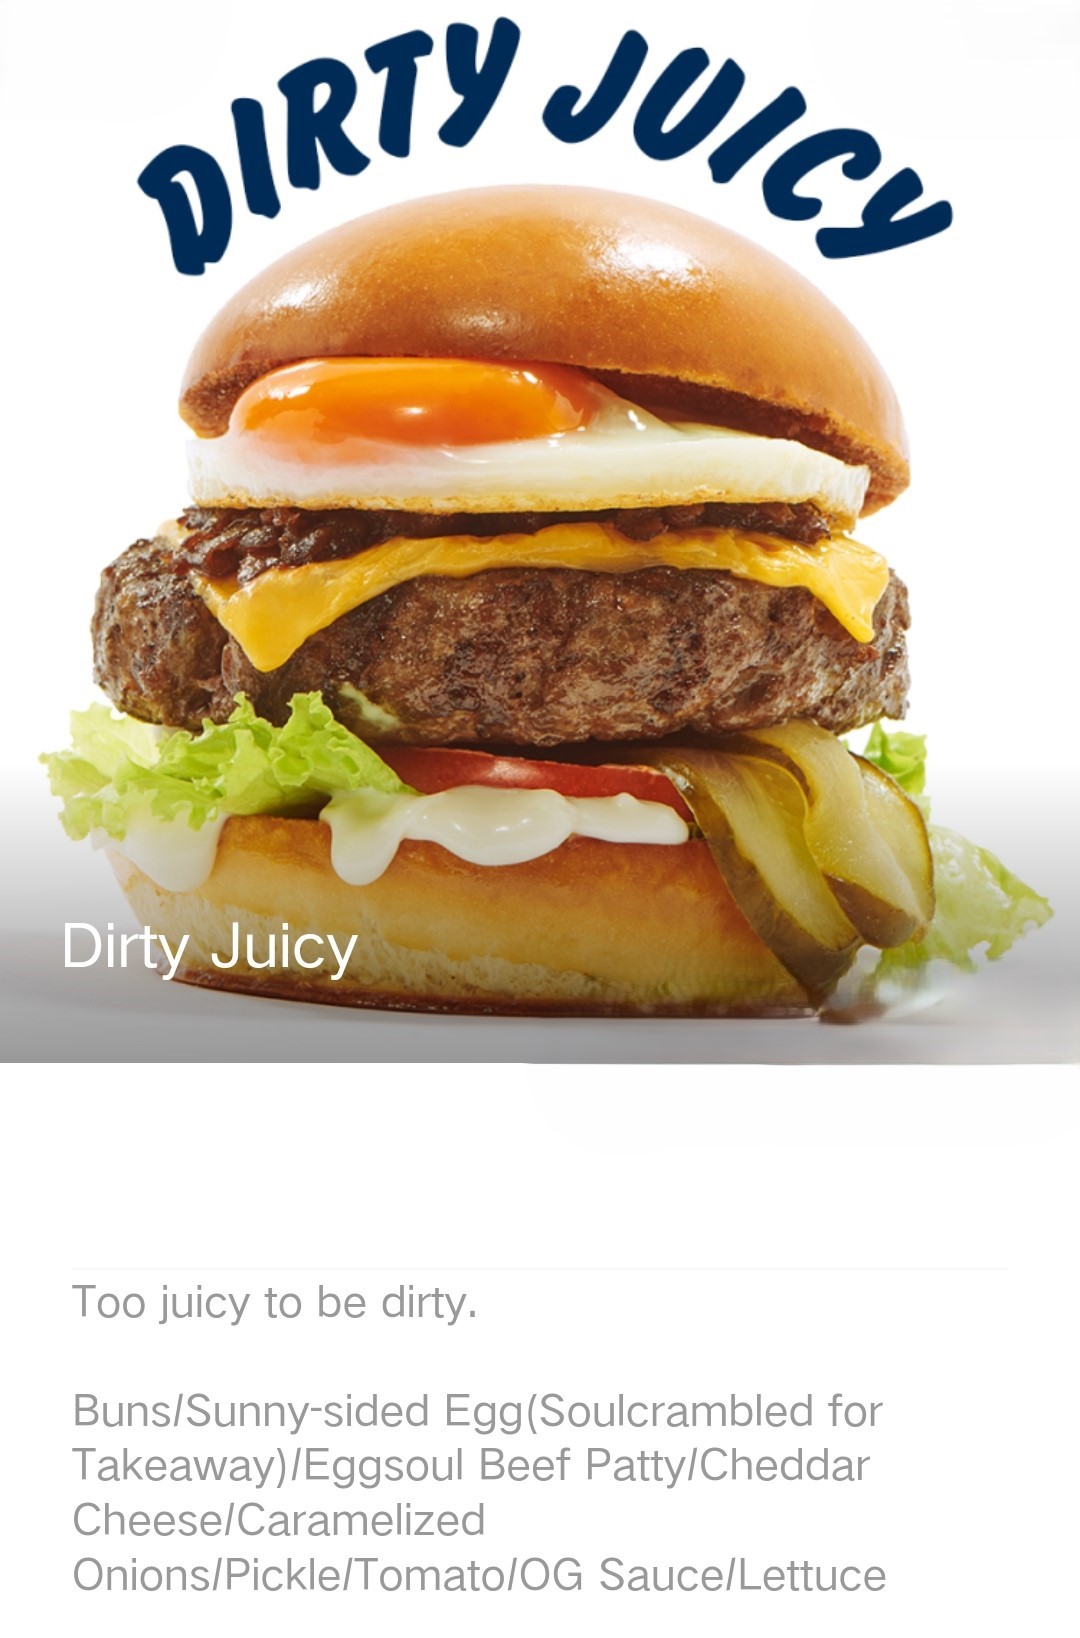 DIRTY JUICY
Dirty Juicy
Too juicy to be dirty.
Buns/Sunny-sided Egg(Soulcrambled for
Takeaway)/Eggsoul Beef Patty/Cheddar
Cheese/Caramelized
Onions/Pickle/Tomato/OG Sauce/Lettuce